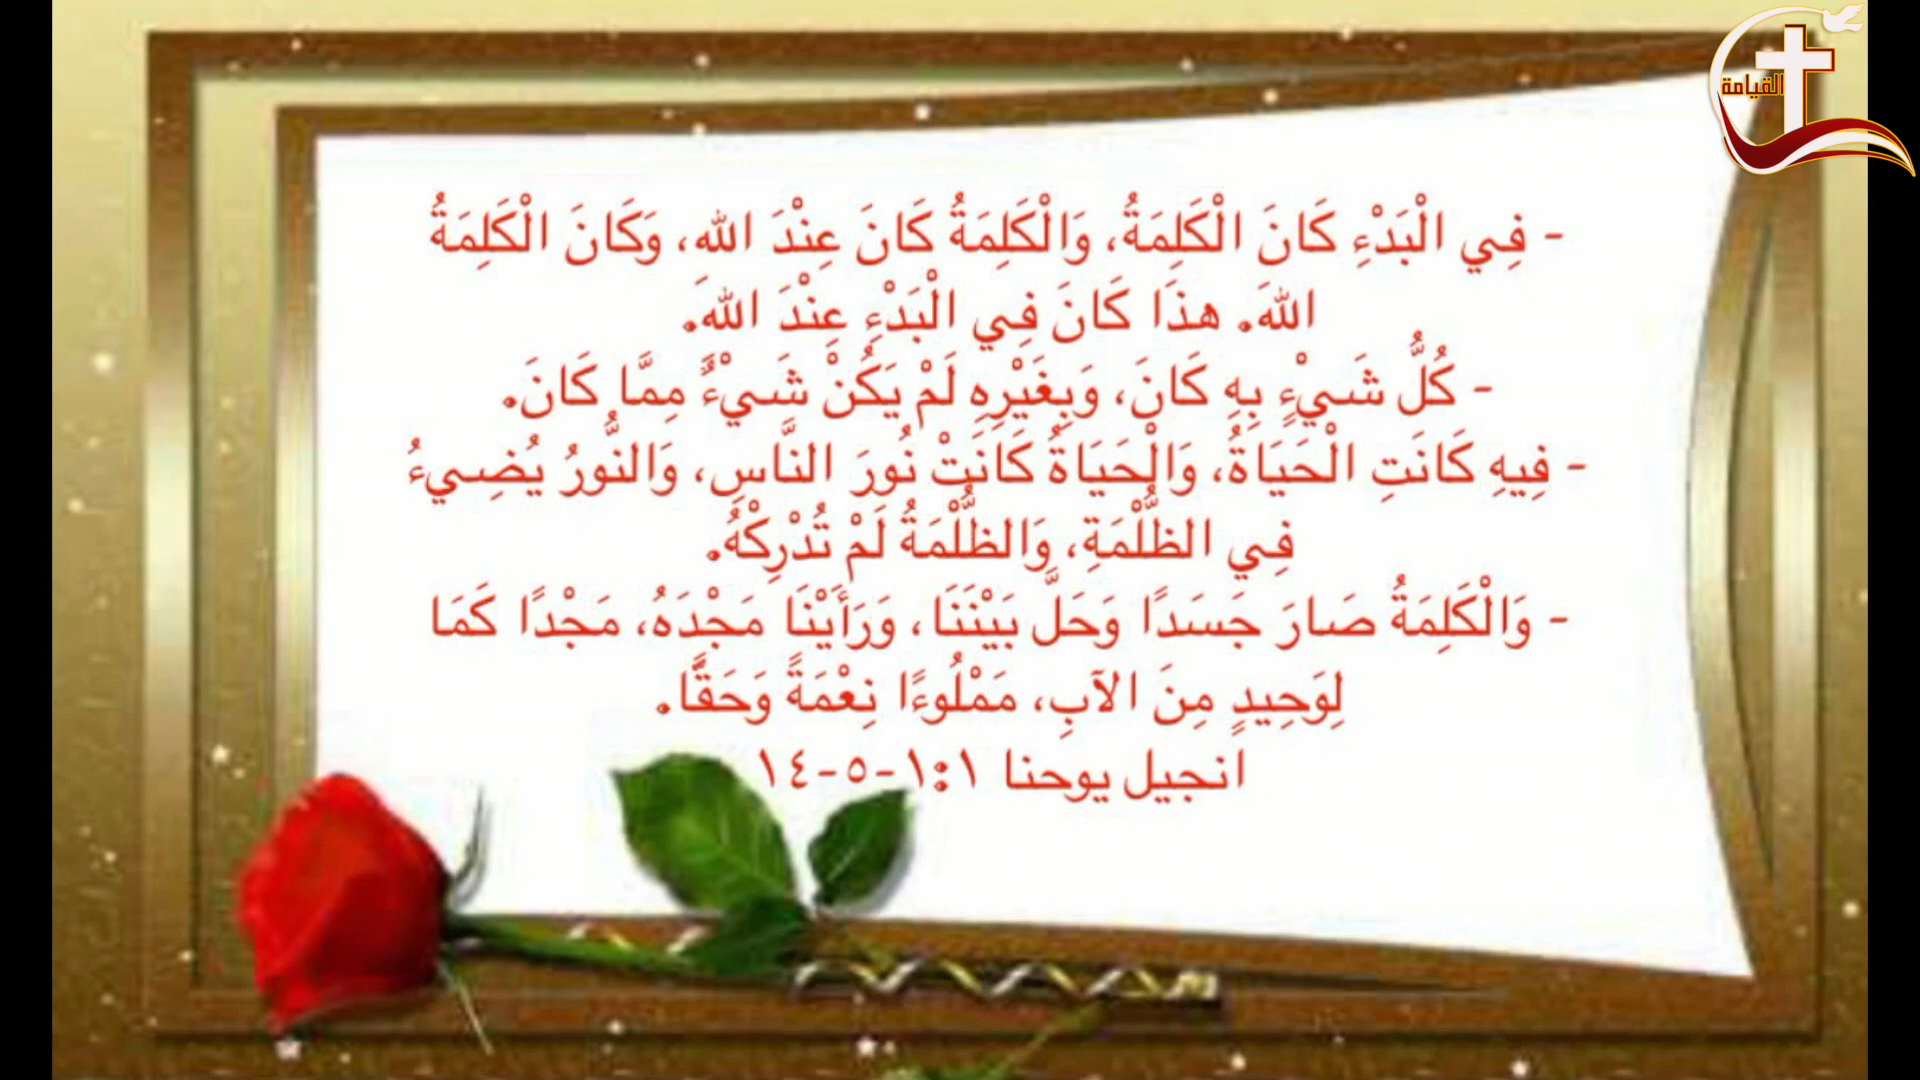 القيامة
- فِي الْبَدْءِ كَانَ الْكَلِمَةُ، وَالْكَلِمَةُ كَانَ عِنْدَ اللهِ، وَكَانَ الْكَلِمَةُ
اللهَ. هذَا كَانَ فِي الْبَدْءِ عِنْدَ اللهَ.
- كُلُّ شَيْءٍ بِهِ كَانَ، وَبِغَيْرِهِ لَمْ يَكُنْ شَيْءٌ مِمَّا كَانَ.
- فِيهِ كَانَتِ الْحَيَاةُ، وَالْحَيَاةُ كَانَتْ نُورَ النَّاسِ، وَالنُّورُ يُضِيءُ
فِي الظُّلْمَةِ، وَالظُّلْمَةُ لَمْ تُدْرِكْهُ.
- وَالْكَلِمَةُ صَارَ جَسَدًا وَحَلَّ بَيْنَنَا، وَرَأَيْنَا مَجْدَهُ، مَجْدًا كَمَا
لِوَحِيدٍ مِنَ الآبِ، مَمْلُوءًا نِعْمَةً وَحَقًّا.
انجيل يوحنا ١:١-٥-١٤